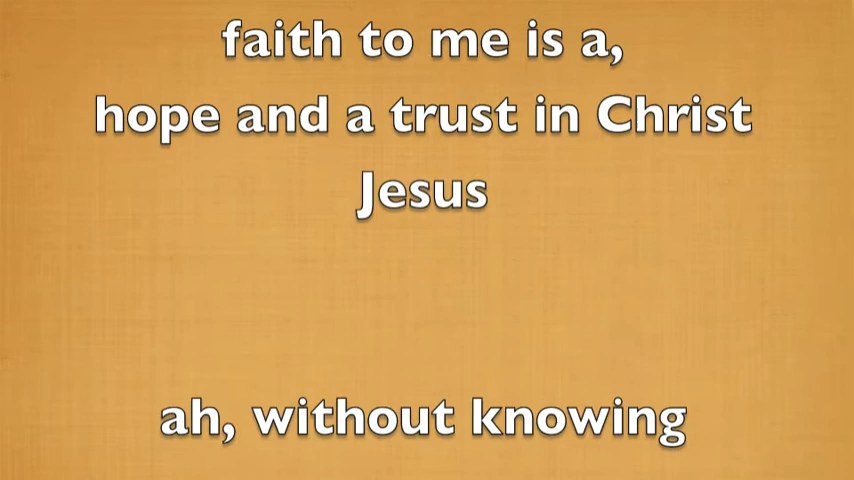 faith to me is a,
hope and a trust in Christ
Jesus
ah, without knowing